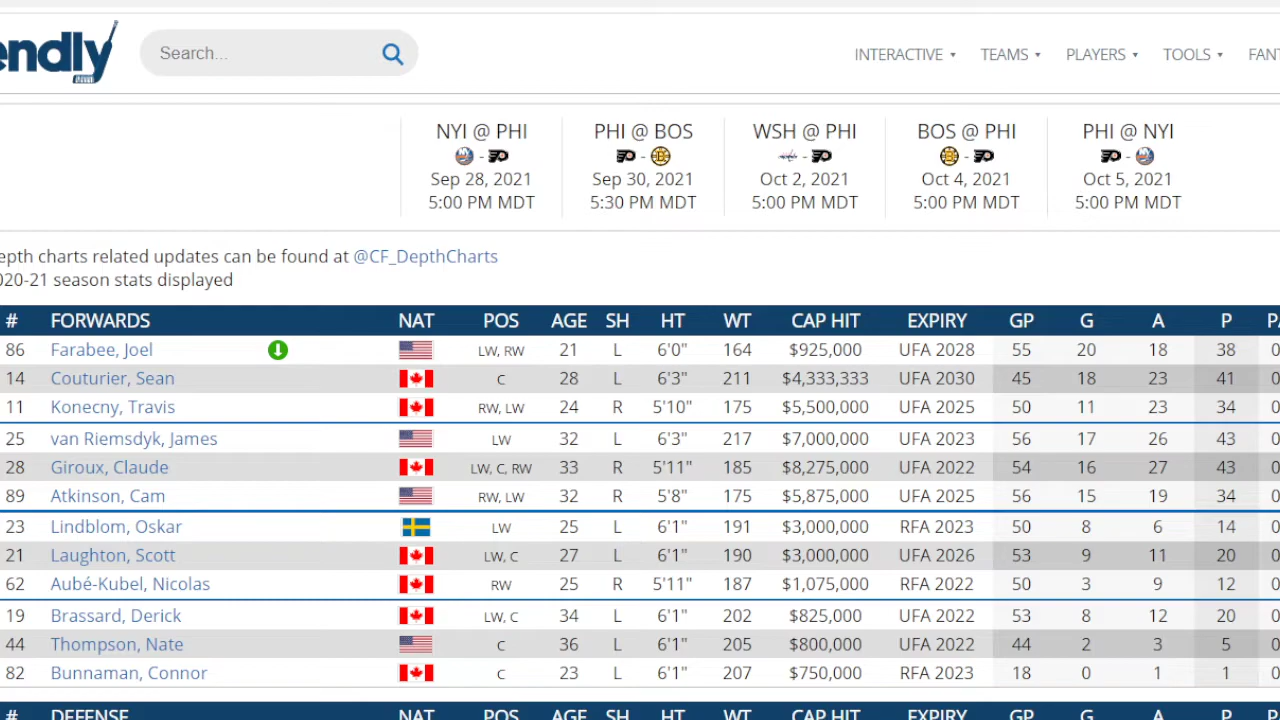 endly
Search...
INTERACTIVE TEAMS PLAYERS TOOLS FANT
NYI @ PHI PHI @ BOS WSH @ PHI BOS @ PHI PHI @ NYI
Sep 28, 2021 Sep 30, 2021 Oct 2, 2021 Oct 4, 2021 Oct 5, 2021
5:00 PM MDT 5:30 PM MDT 5:00 PM MDT 5:00 PM MDT 5:00 PM MDT
epth charts related updates can be found at @CF_DepthCharts
020-21 season stats displayed
# FORWARDS NAT POS AGE SH HT WT CAP HIT EXPIRY GP G A P P
86 Farabee, Joel LW, RW 21 L 6'0" 164 $925,000 UFA 2028 55 20 18 38 0
14 Couturier, Sean C 28 L 6'3" 211 $4,333,333 UFA 2030 45 18 23 41 0
11 Konecny, Travis RW, LW 24 R 5'10" 175 $5,500,000 UFA 2025 50 11 23 34 0
25 van Riemsdyk, James LW 32 L 6'3" 217 $7,000,000 UFA 2023 56 17 26 43 0
28 Giroux, Claude LW, C, RW 33 R 5'11" 185 $8,275,000 UFA 2022 54 16 27 43 0
89 Atkinson, Cam RW, LW 32 R 5'8" 175 $5,875,000 UFA 2025 56 15 19 34 0
23 Lindblom, Oskar LW 25 L 6'1" 191 $3,000,000 RFA 2023 50 8 6 14 0
21 Laughton, Scott LW, C 27 L 6'1" 190 $3,000,000 UFA 2026 53 9 11 20 0
62 Aubé-Kubel, Nicolas RW 25 R 5'11" 187 $1,075,000 RFA 2022 50 3 9 12 0
19 Brassard, Derick LW, C 34 L 6'1" 202 $825,000 UFA 2022 53 8 12 20 0
44 Thompson, Nate C 36 L 6'1" 205 $800,000 UFA 2022 44 2 3 5 0
82 Bunnaman, Connor C 23 L 6'1" 207 $750,000 RFA 2023 18 0 1 1 0
# DEFENSE NAT POS AGE SH HT WT CAP HIT EXPIRY GP G A P P